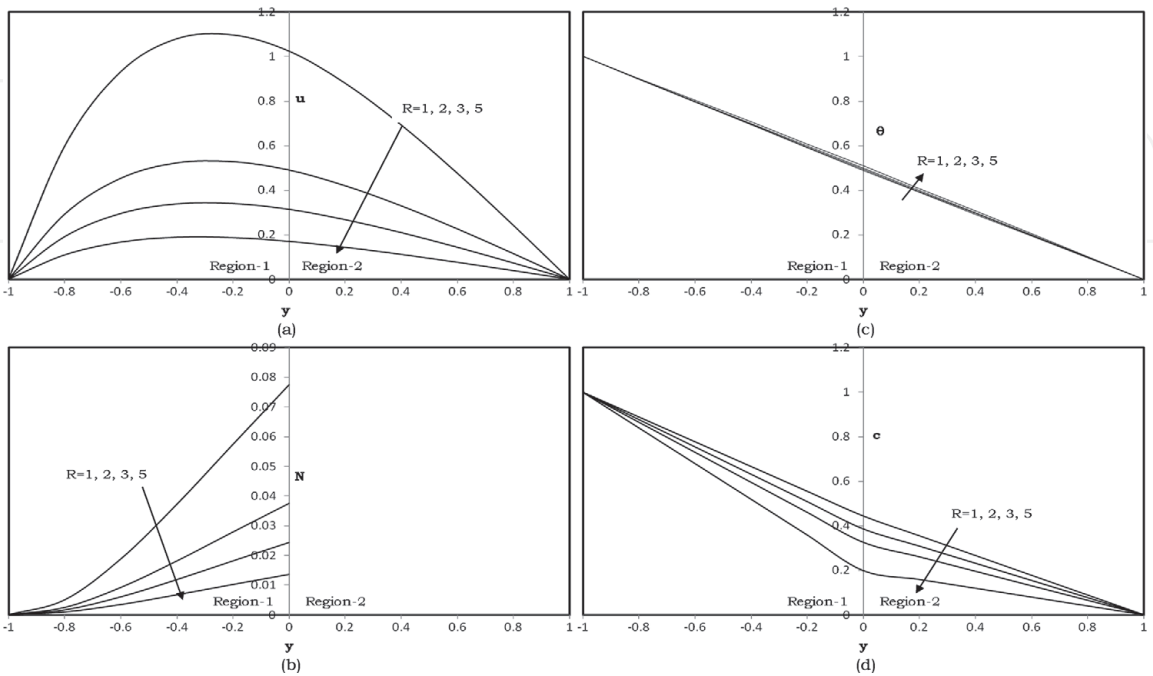 1.2
1
0.8
0.6
0.4
0.2
0
u
R=1, 2, 3, 5
Region-1 Region-2
-1 -0.8 -0.6 -0.4 -0.2 0 0.2 0.4 0.6 0.8 1
y
(a)
1.2
1
0.8
0.6
0.4
0.2
0
θ
R=1, 2, 3, 5
Region-1 Region-2
-1 -0.8 -0.6 -0.4 -0.2 0 0.2 0.4 0.6 0.8 1
y
(c)
0.09
0.08
0.07
0.06
0.05
0.04
0.03
0.02
0.01
0
R=1, 2, 3, 5
N
Region-1 Region-2
-1 -0.8 -0.6 -0.4 -0.2 0 0.2 0.4 0.6 0.8 1
y
(b)
1.2
1
0.8
0.6
0.4
0.2
0
c
R=1, 2, 3, 5
Region-1 Region-2
-1 -0.8 -0.6 -0.4 -0.2 0 0.2 0.4 0.6 0.8 1
y
(d)